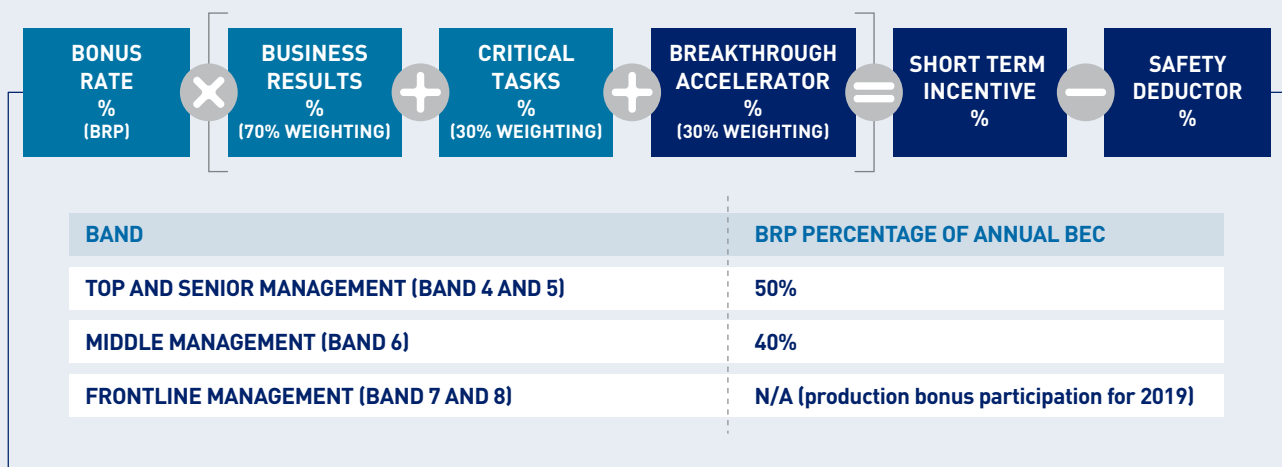 BONUS
RATE
%
(BRP)
×
BUSINESS
RESULTS
%
(70% WEIGHTING)
+
CRITICAL
TASKS
%
(30% WEIGHTING)
+
BREAKTHROUGH
ACCELERATOR
%
(30% WEIGHTING)
=
SHORT TERM
INCENTIVE
%
−
SAFETY
DEDUCTOR
%
BAND BRP PERCENTAGE OF ANNUAL BEC
TOP AND SENIOR MANAGEMENT (BAND 4 AND 5) 50%
MIDDLE MANAGEMENT (BAND 6) 40%
FRONTLINE MANAGEMENT (BAND 7 AND 8) N/A (production bonus participation for 2019)